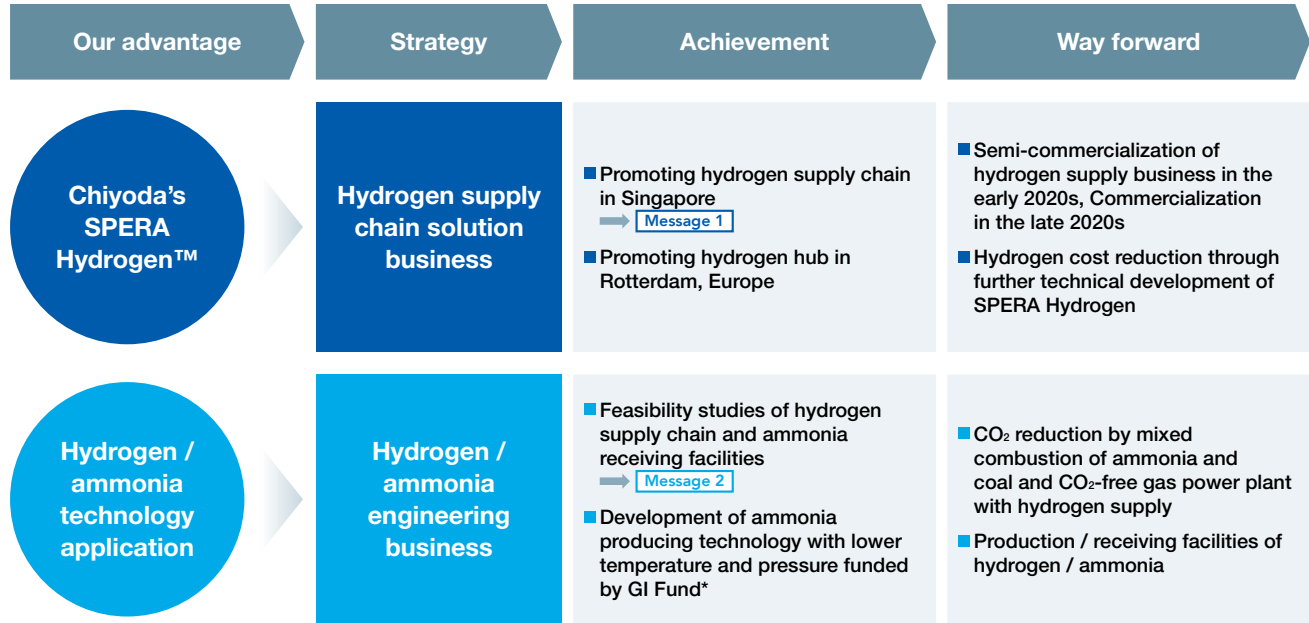 Our advantage
Strategy
Achievement
Way forward
Chiyoda's
SPERA
Hydrogen™
Hydrogen supply
chain solution
business
Promoting hydrogen supply chain
in Singapore
Message 1
Promoting hydrogen hub in
Rotterdam, Europe
Semi-commercialization of
hydrogen supply business in the
early 2020s, Commercialization
in the late 2020s
Hydrogen cost reduction through
further technical development of
SPERA Hydrogen
Hydrogen /
ammonia
technology
application
Hydrogen /
ammonia
engineering
business
Feasibility studies of hydrogen
supply chain and ammonia
receiving facilities
Message 2
Development of ammonia
producing technology with lower
temperature and pressure funded
by GI Fund*
CO₂ reduction by mixed
combustion of ammonia and
coal and CO₂-free gas power plant
with hydrogen supply
Production / receiving facilities of
hydrogen / ammonia